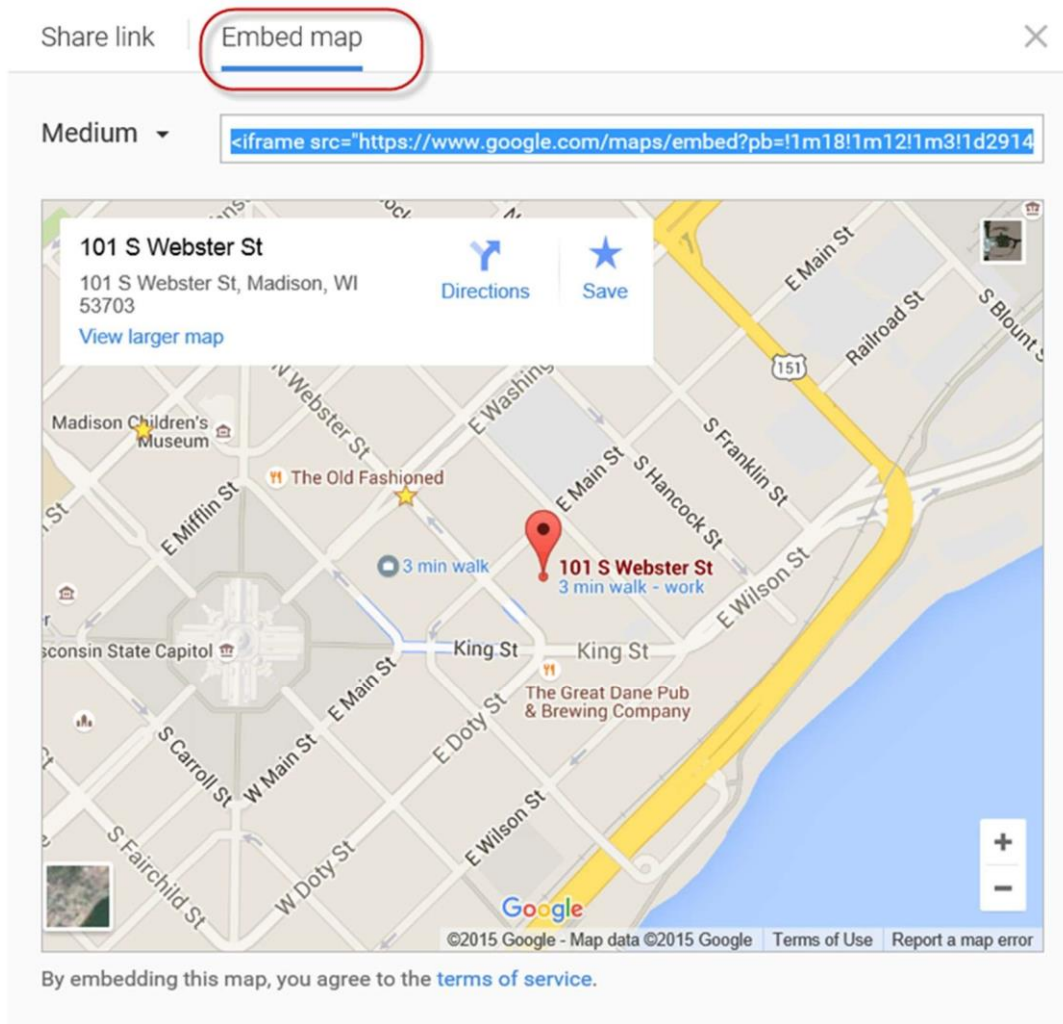 Share link
Embed map
Medium
<iframe src="https://www.google.com/maps/embed?pb=!1m18!1m12!1m3!1d2914
101 S Webster St
101 S Webster St, Madison, WI
53703
View larger map
Directions
Save
E Main St
S Blount S
Railroad St
151
N Webster St
E Washing
Madison Children's
Museum
S Franklin St
The Old Fashioned
E Main St
S Hancock St
E Mifflin St
St
3 min walk
101 S Webster St
3 min walk - work
E Wilson St
sconsin State Capitol
King St
King St
E Main St
The Great Dane Pub
& Brewing Company
E Doty St
S Carroll St
W Main St
E Wilson St
S Fairchild St
W Doty St
+
−
Google
©2015 Google - Map data ©2015 Google
Terms of Use
Report a map error
By embedding this map, you agree to the terms of service.